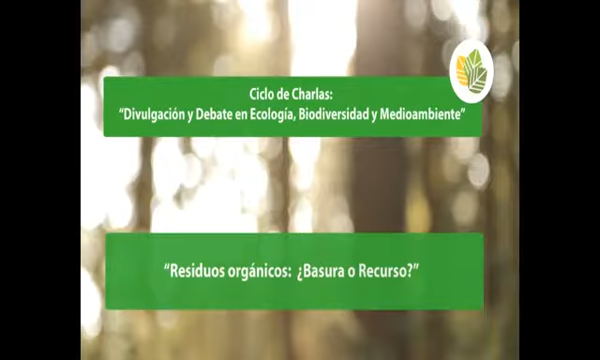 Ciclo de Charlas:
“Divulgación y Debate en Ecología, Biodiversidad y Medioambiente”
“Residuos orgánicos:  ¿Basura o Recurso?”